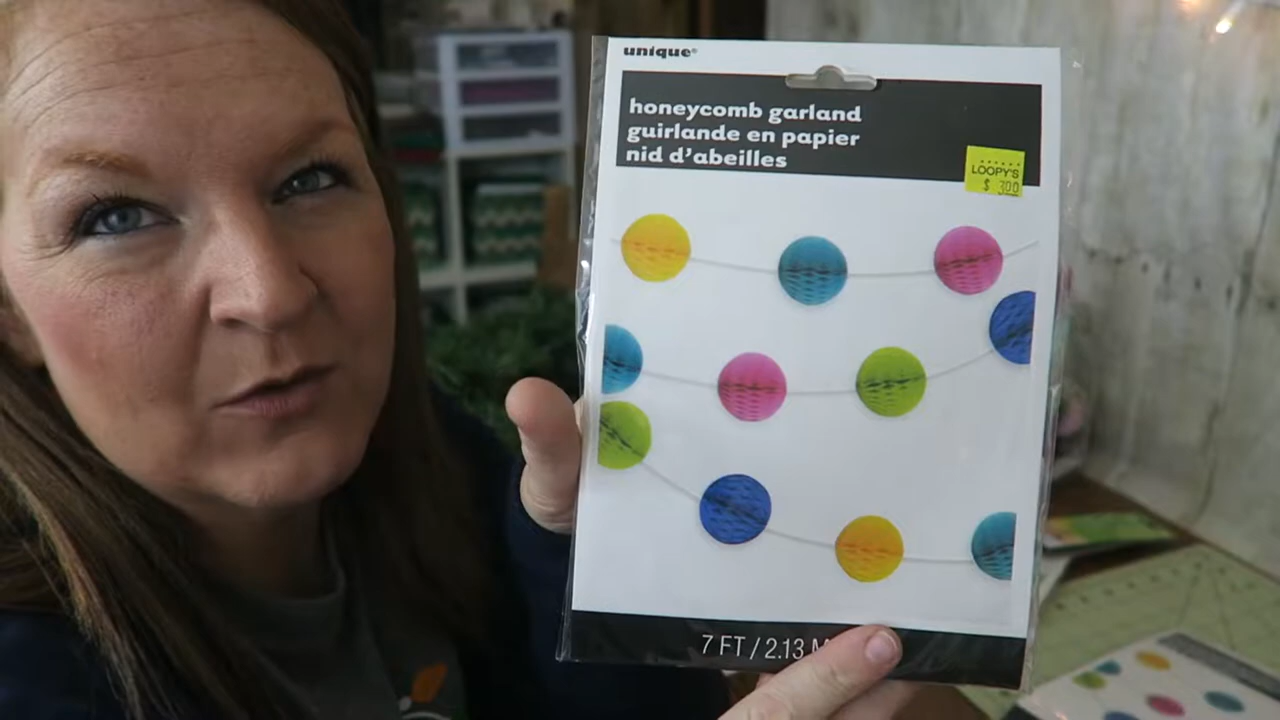 unique®
honeycomb garland
guirlande en papier
nid d'abeilles
LOOPY'S
$ 3.00
7 FT / 2.13 M